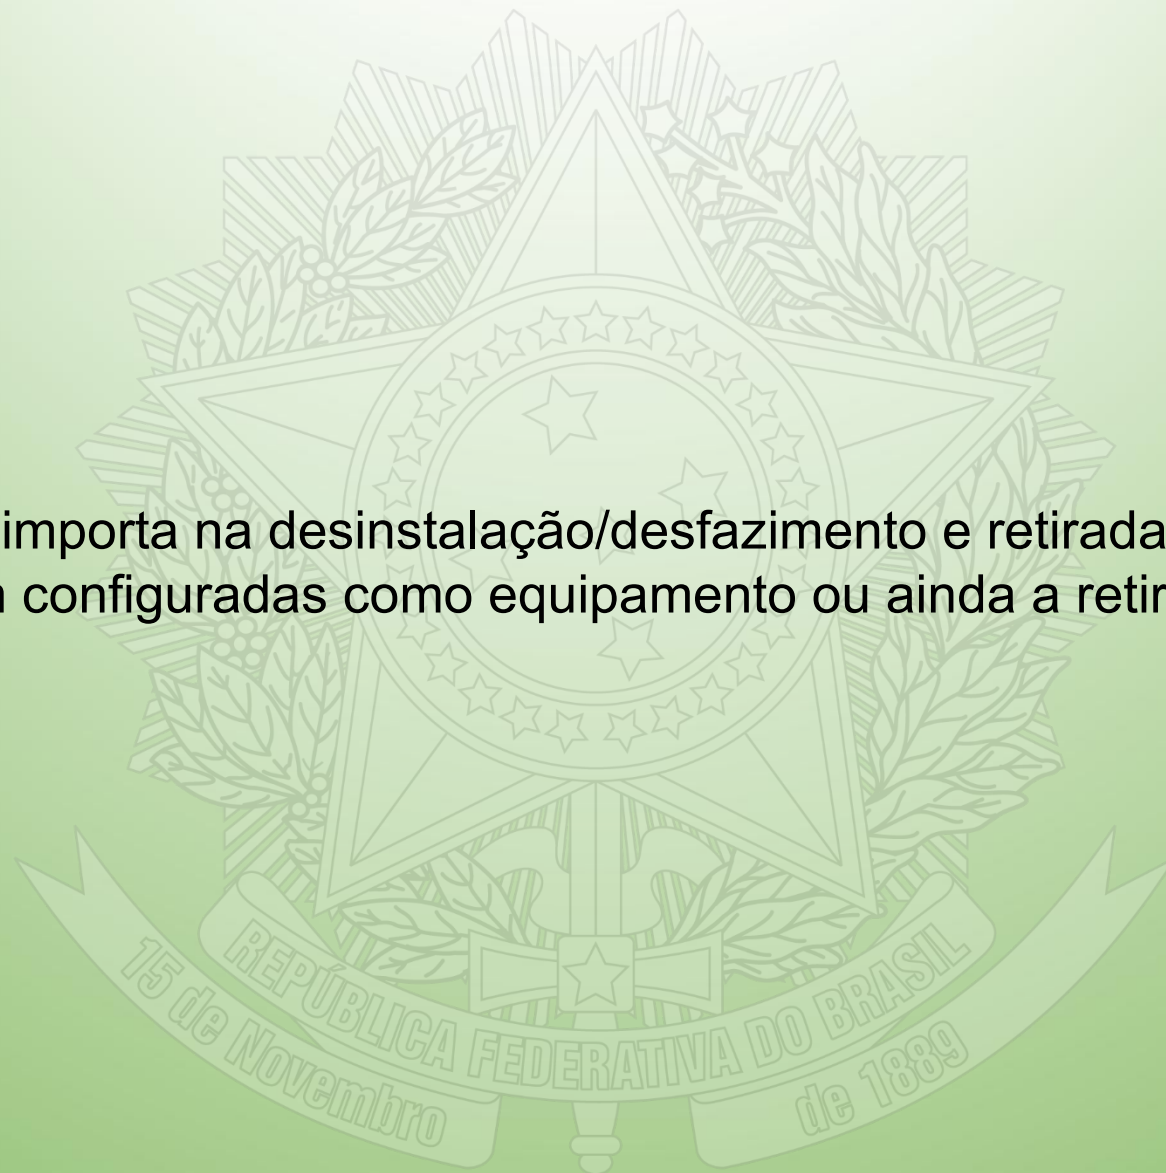 importa na desinstalação/desfazimento e retirada
configuradas como equipamento ou ainda a retir
15 de Novembro
REPÚBLICA FEDERATIVA DO BRASIL
de 1889